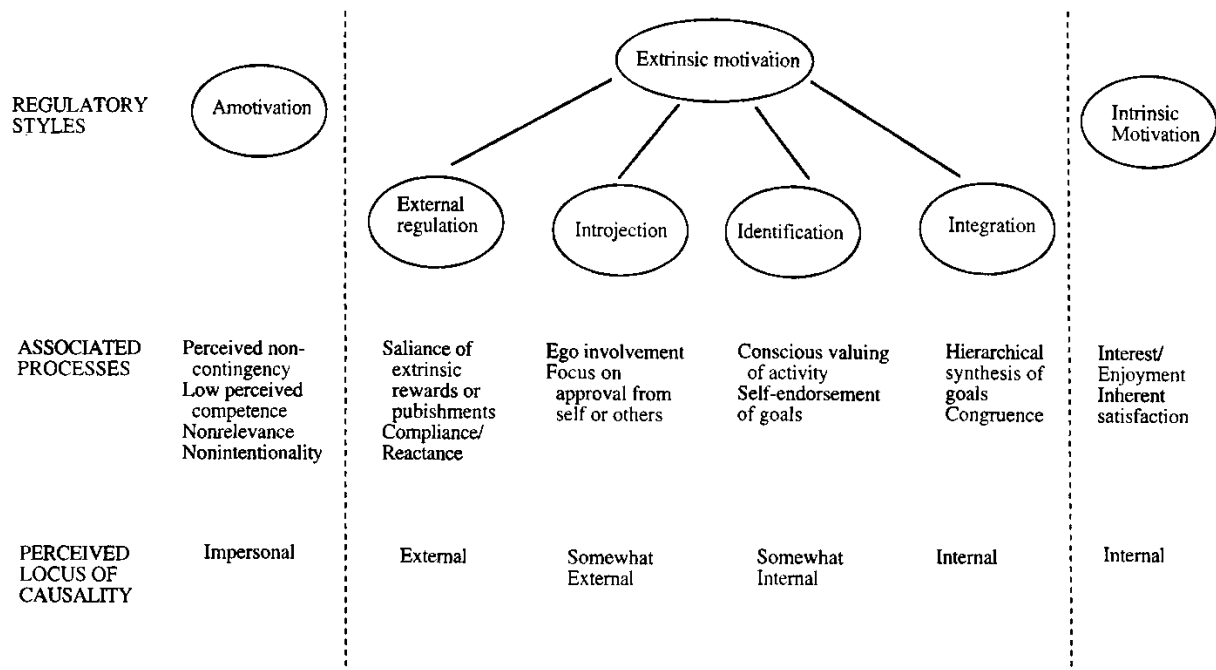 Extrinsic motivation
REGULATORY
STYLES
Amotivation
Intrinsic
Motivation
External
regulation
Introjection
Identification
Integration
ASSOCIATED
PROCESSES
Perceived non-
contingency
Low perceived
competence
Nonrelevance
Nonintentionality
Saliance of
extrinsic
rewards or
pubishments
Compliance/
Reactance
Ego involvement
Focus on
approval from
self or others
Conscious valuing
of activity
Self-endorsement
of goals
Hierarchical
synthesis of
goals
Congruence
Interest/
Enjoyment
Inherent
satisfaction
PERCEIVED
LOCUS OF
CAUSALITY
Impersonal
External
Somewhat
External
Somewhat
Internal
Internal
Internal